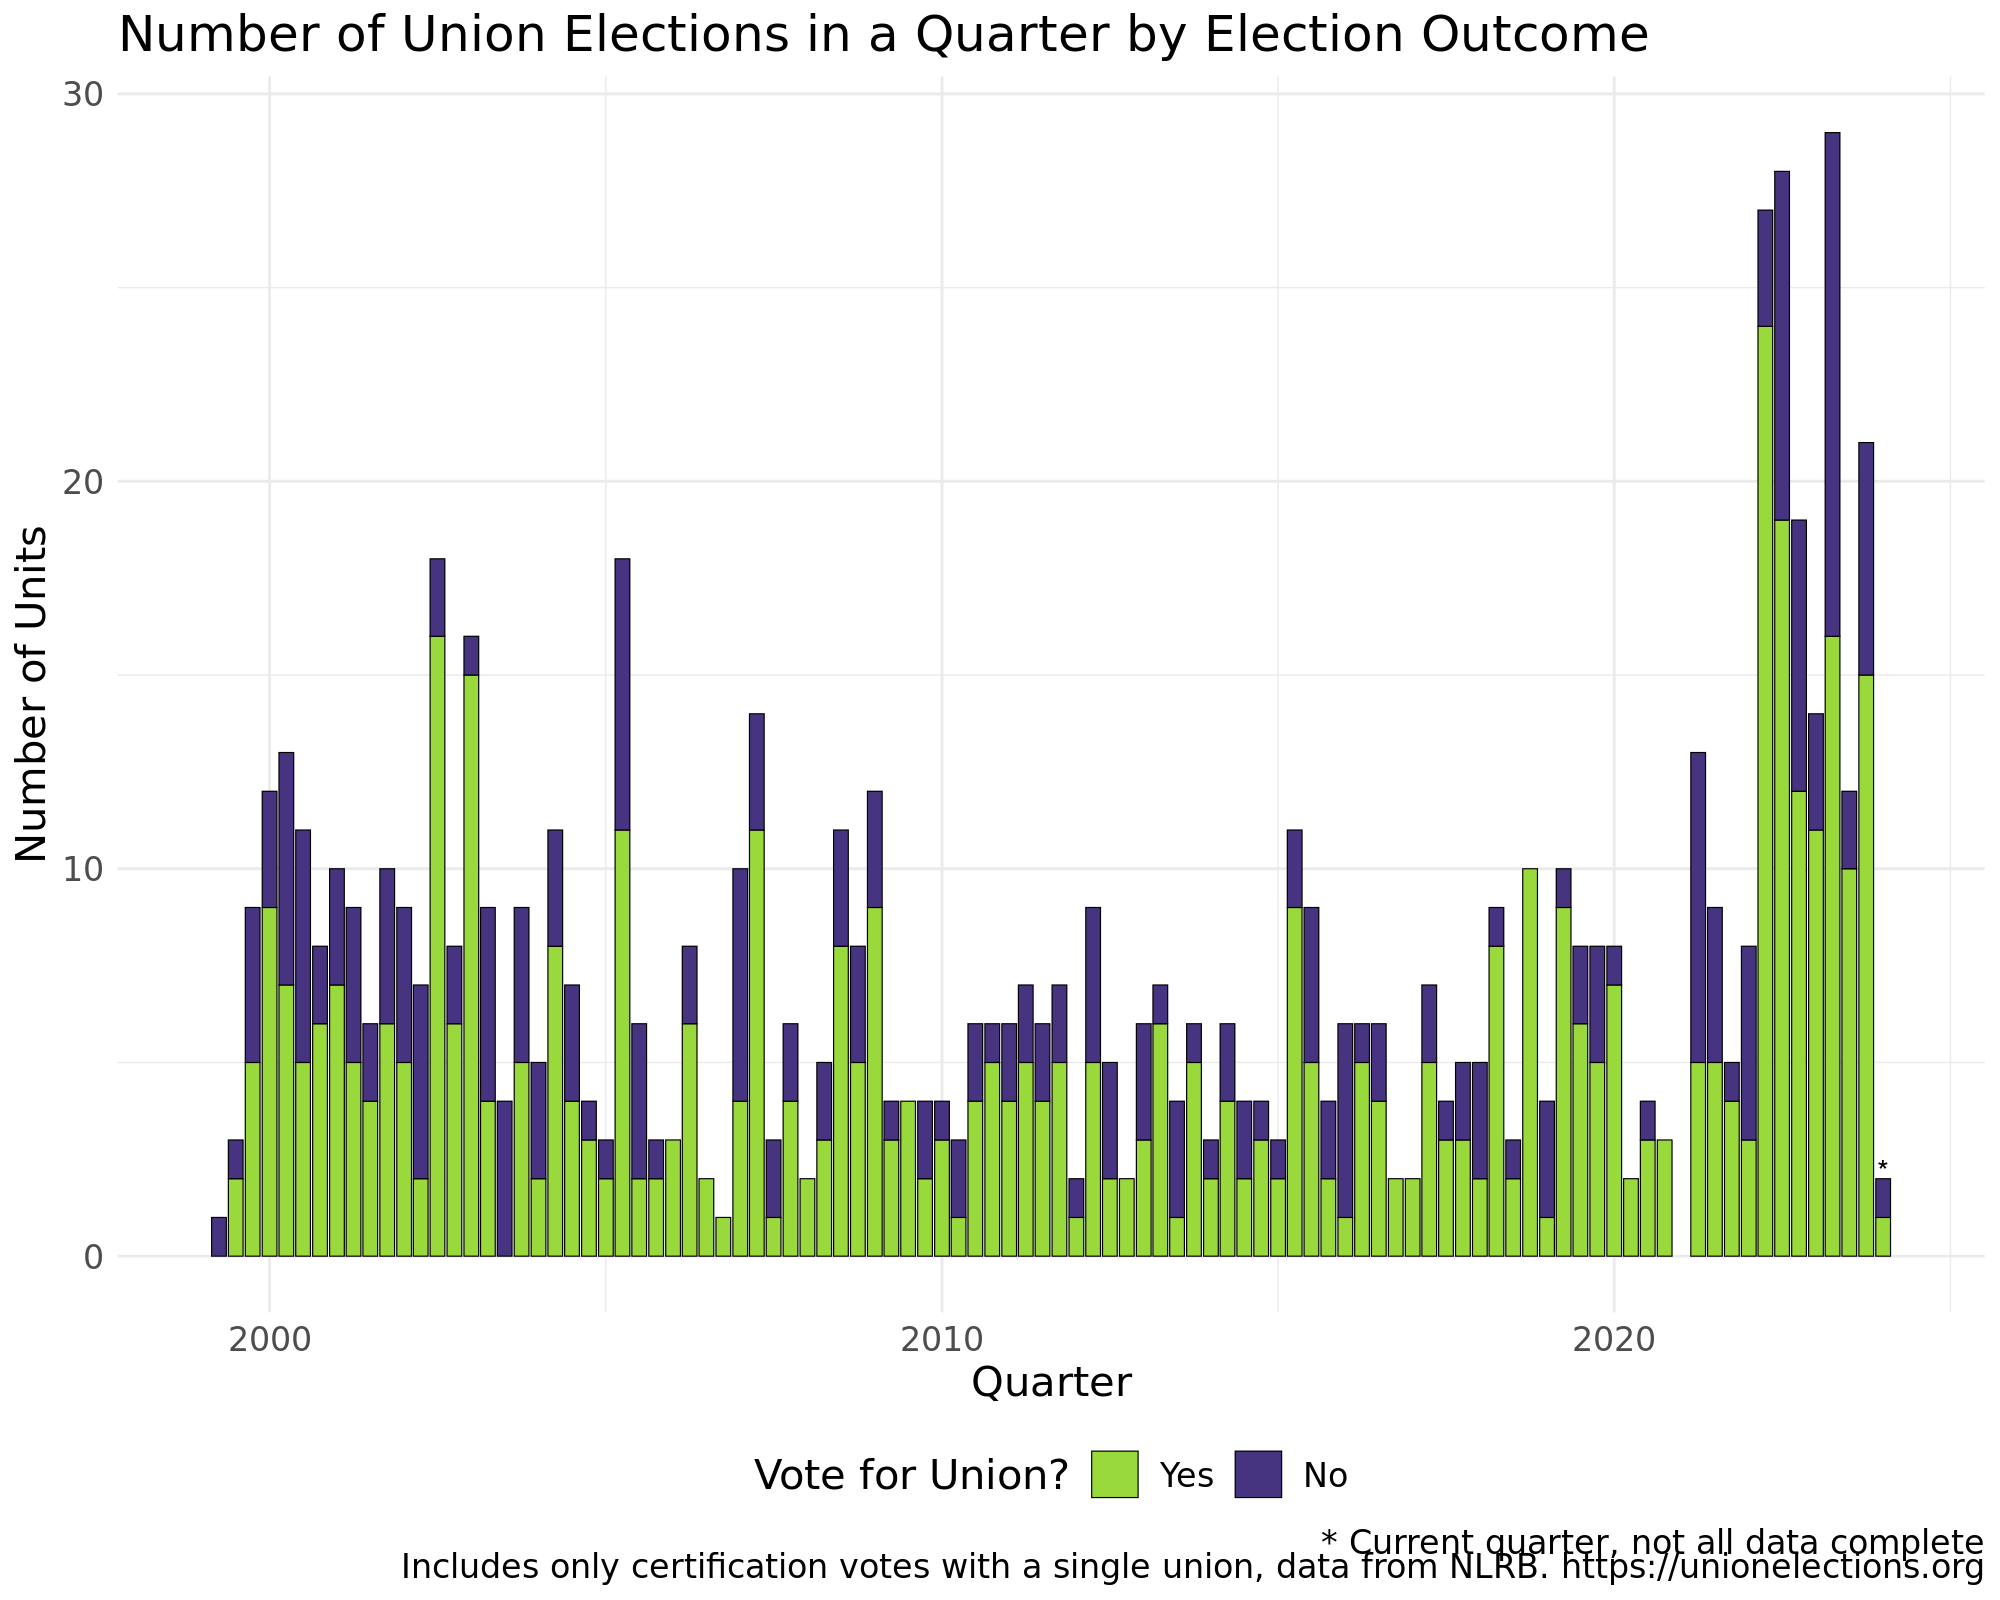 Number of Union Elections in a Quarter by Election Outcome
30
20
10
0
Number of Units
*
2000 2010 2020
Quarter
Vote for Union? Yes No
* Current quarter, not all data complete
Includes only certification votes with a single union, data from NLRB. https://unionelections.org